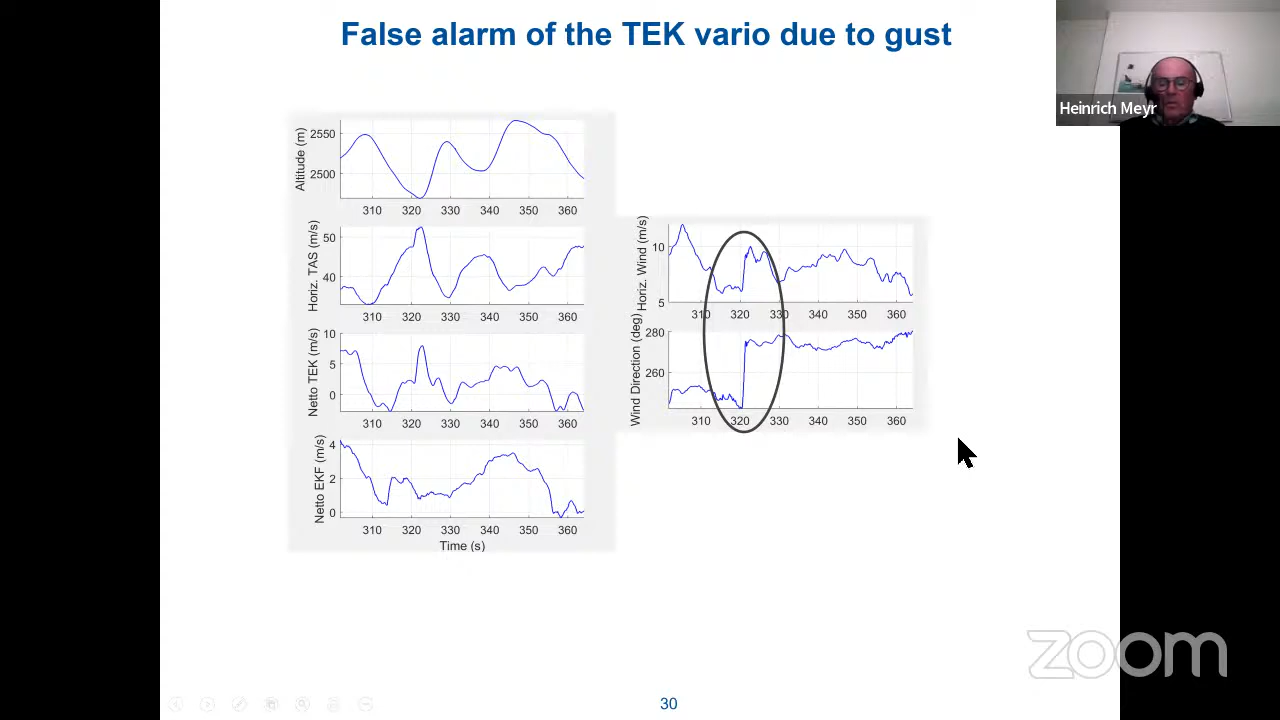 False alarm of the TEK vario due to gust
Heinrich Meyr
Altitude (m)
2550
2500
310 320 330 340 350 360
Horiz. TAS (m/s)
50
40
310 320 330 340 350 360
Netto TEK (m/s)
10
5
0
310 320 330 340 350 360
Netto EKF (m/s)
4
2
0
310 320 330 340 350 360
Time (s)
Horiz. Wind (m/s)
10
5
310 320 330 340 350 360
Wind Direction (deg)
280
260
310 320 330 340 350 360
zoom
30